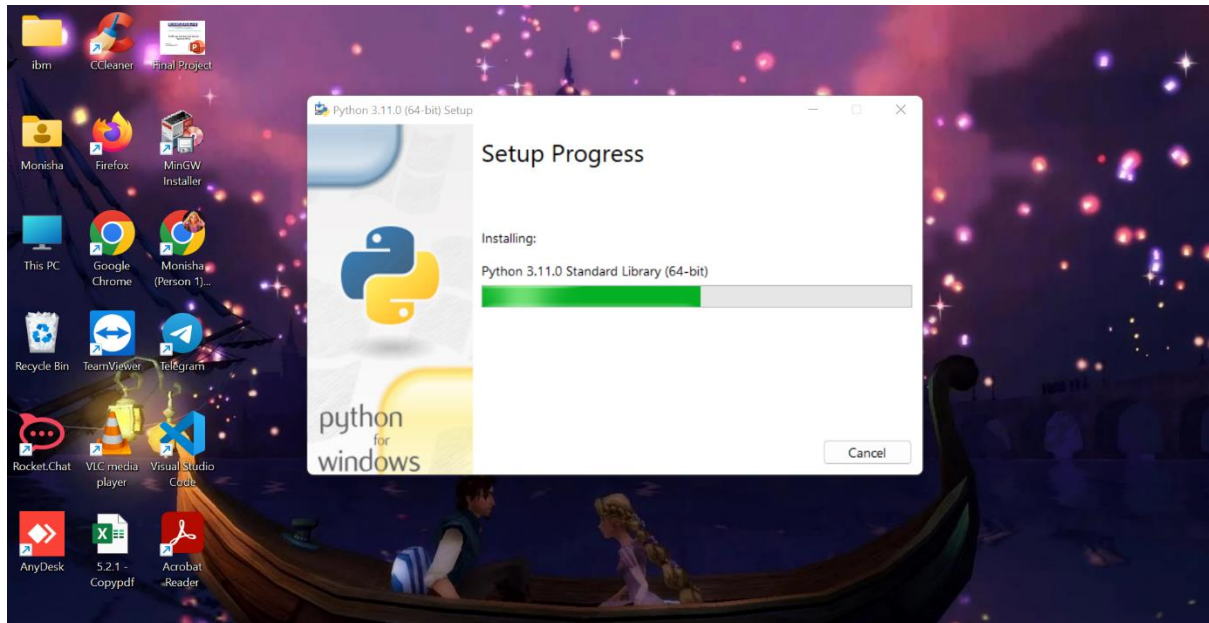 ibm
CCleaner
Final Project
Monisha
Firefox
MinGW
Installer
This PC
Google
Chrome
Monisha
(Person 1)...
Recycle Bin
TeamViewer
Telegram
Rocket.Chat
VLC media
player
Visual Studio
Code
AnyDesk
5.2.1 -
Copypdf
Acrobat
Reader
Python 3.11.0 (64-bit) Setup
Setup Progress
Installing:
Python 3.11.0 Standard Library (64-bit)
python
for
windows
Cancel